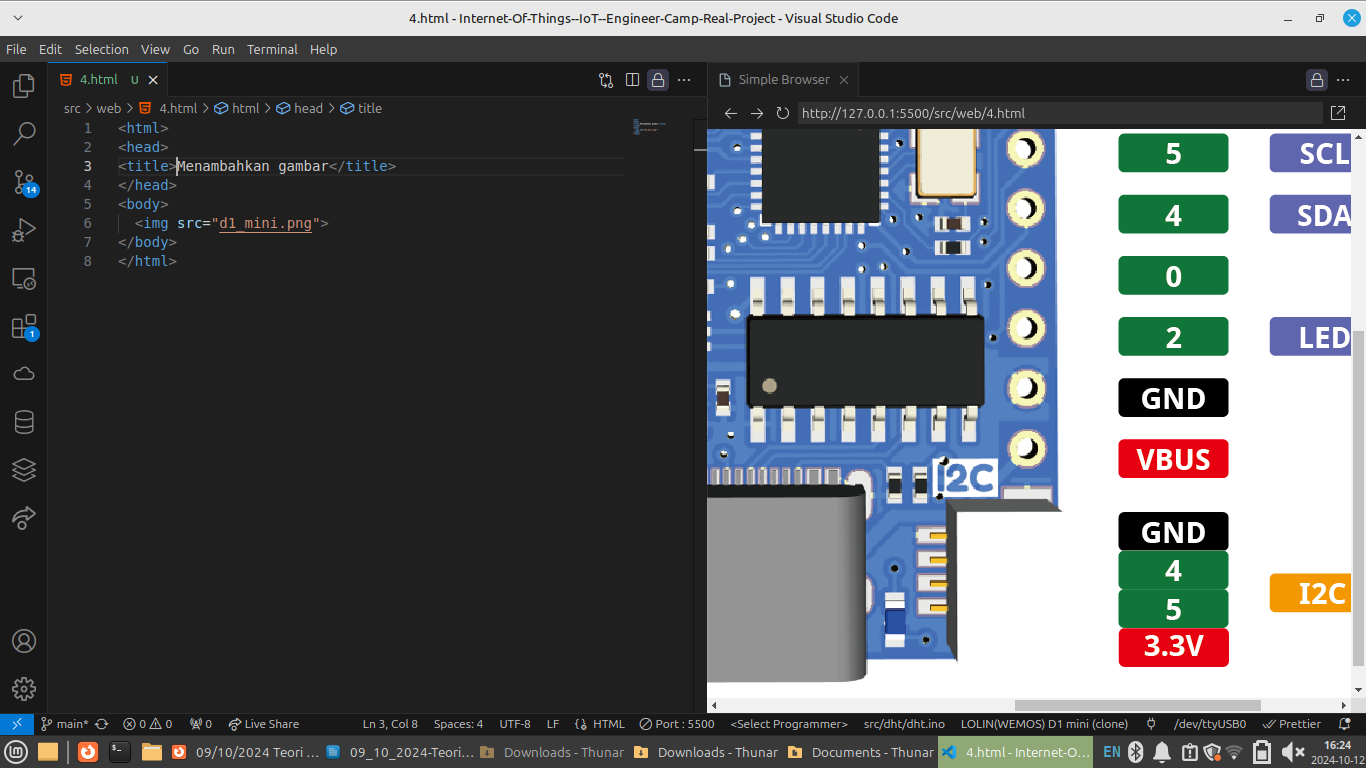 4.html - Internet-Of-Things--IoT--Engineer-Camp-Real-Project - Visual Studio Code
File Edit Selection View Go Run Terminal Help
4.html U
Simple Browser
src > web > 4.html > html > head > title
http://127.0.0.1:5500/src/web/4.html
1 <html>
2 <head>
3 <title>Menambahkan gambar</title>
4 </head>
5 <body>
6 <img src="d1_mini.png">
7 </body>
8 </html>
14
1
5 SCL
4 SDA
0
2 LED
GND
VBUS
I2C
GND
4
5 I2C
3.3V
main* 0 0 0 Live Share Ln 3, Col 8 Spaces: 4 UTF-8 LF HTML Port : 5500 <Select Programmer> src/dht/dht.ino LOLIN(WEMOS) D1 mini (clone) /dev/ttyUSB0 Prettier
09/10/2024 Teori ... 09_10_2024-Teori... Downloads - Thunar Downloads - Thunar Documents - Thunar 4.html - Internet-O... EN 16:24
2024-10-12